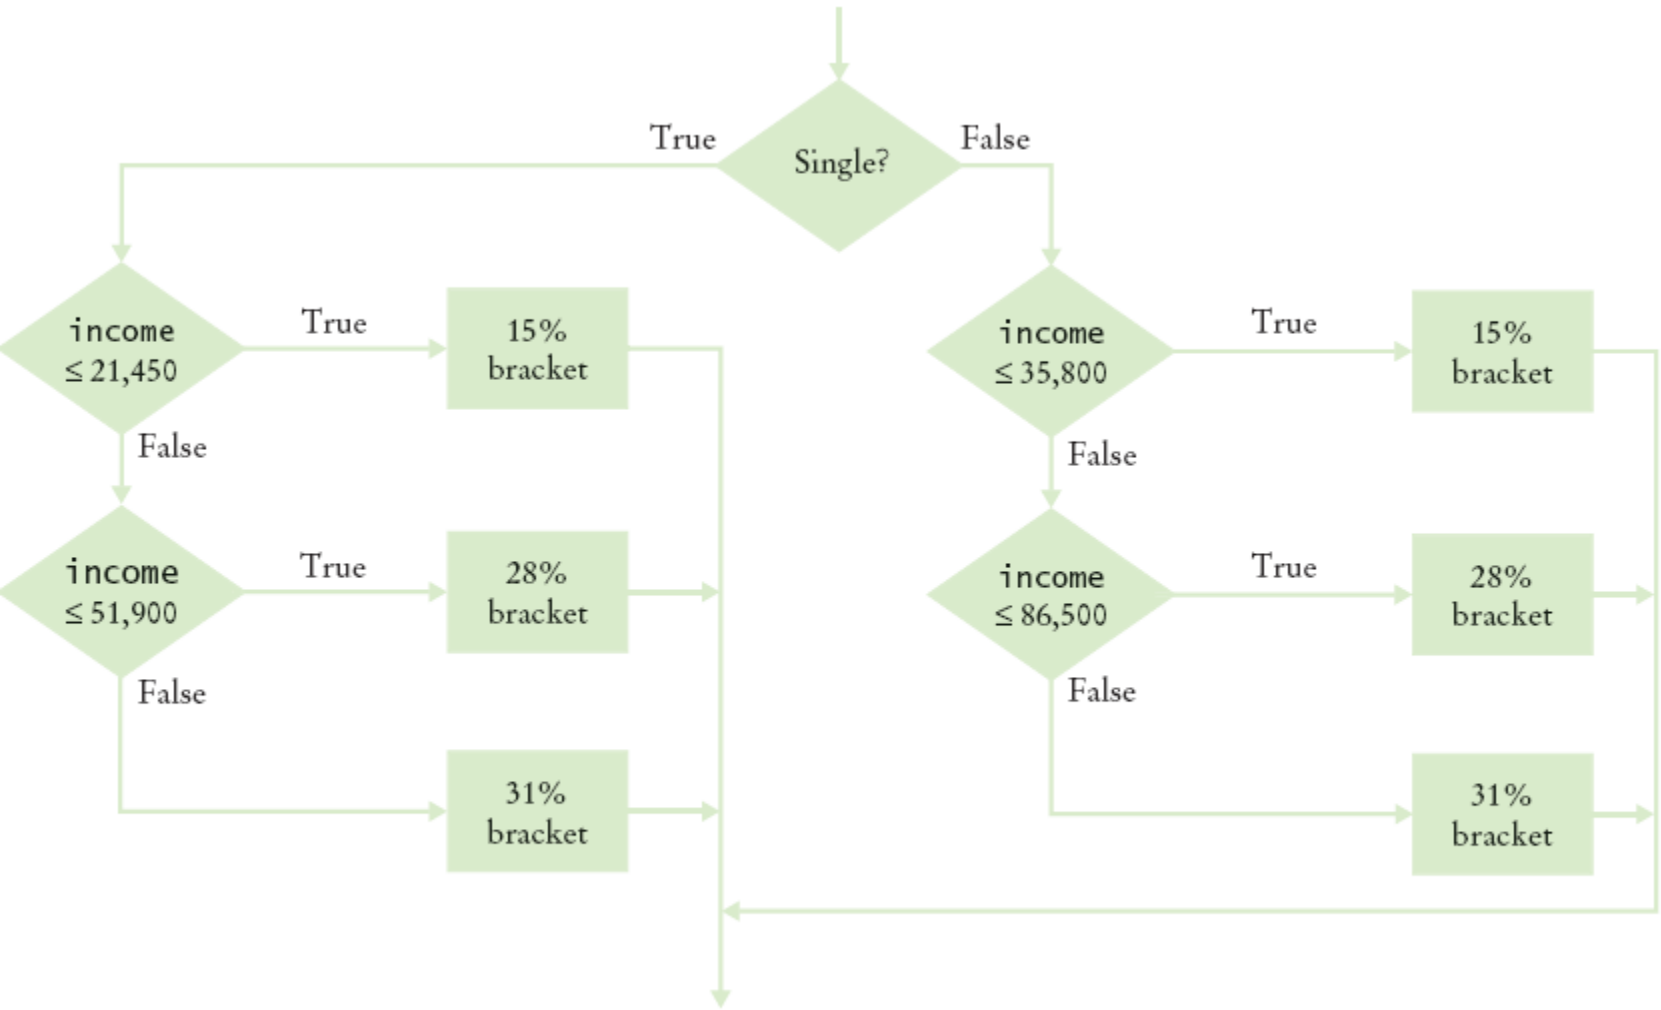 True
Single?
False
income
≤ 21,450
True
15%
bracket
False
income
≤ 51,900
True
28%
bracket
False
31%
bracket
income
≤ 35,800
True
15%
bracket
False
income
≤ 86,500
True
28%
bracket
False
31%
bracket